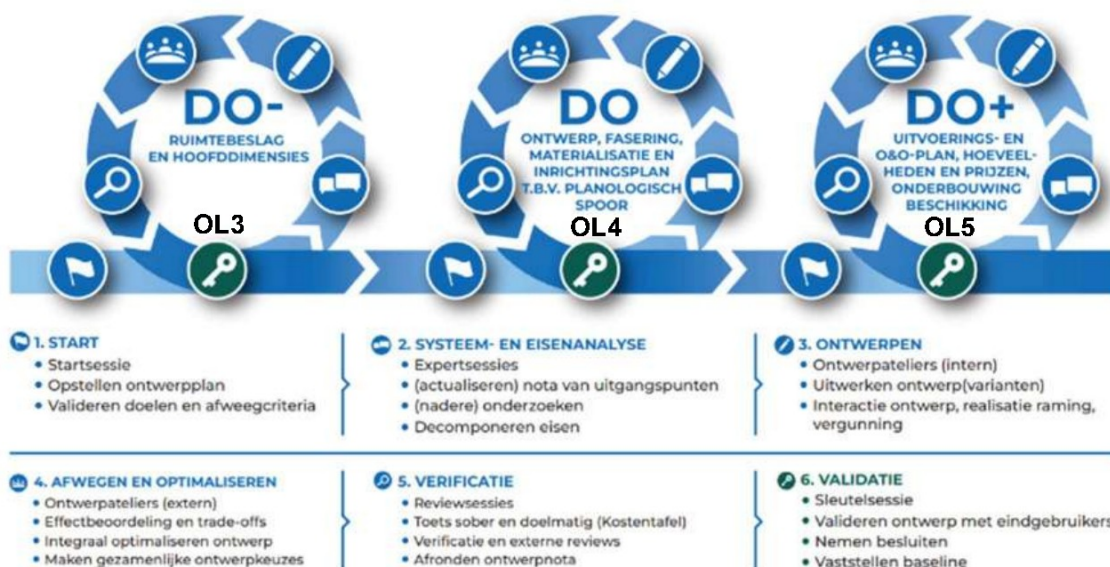 DO-
RUIMTEBESLAG
EN HOOFDDIMENSIES
OL3
DO
ONTWERP, FASERING,
MATERIALISATIE EN
INRICHTINGSPLAN
T.B.V. PLANOLOGISCH
SPOOR
OL4
DO+
UITVOERINGS- EN
O&O-PLAN, HOEVEEL-
HEDEN EN PRIJZEN,
ONDERBOUWING
BESCHIKKING
OL5
1. START
• Startsessie
• Opstellen ontwerpplan
• Valideren doelen en afweegcriteria
2. SYSTEEM- EN EISENANALYSE
• Expertsessies
• (actualiseren) nota van uitgangspunten
• (nadere) onderzoeken
• Decomponeren eisen
3. ONTWERPEN
• Ontwerpateliers (intern)
• Uitwerken ontwerp(varianten)
• Interactie ontwerp, realisatie raming,
vergunning
4. AFWEGEN EN OPTIMALISEREN
• Ontwerpateliers (extern)
• Effectbeoordeling en trade-offs
• Integraal optimaliseren ontwerp
• Maken gezamenlijke ontwerpkeuzes
5. VERIFICATIE
• Reviewsessies
• Toets sober en doelmatig (Kostentafel)
• Verificatie en externe reviews
• Afronden ontwerpnota
6. VALIDATIE
• Sleutelsessie
• Valideren ontwerp met eindgebruikers
• Nemen besluiten
• Vaststellen baseline